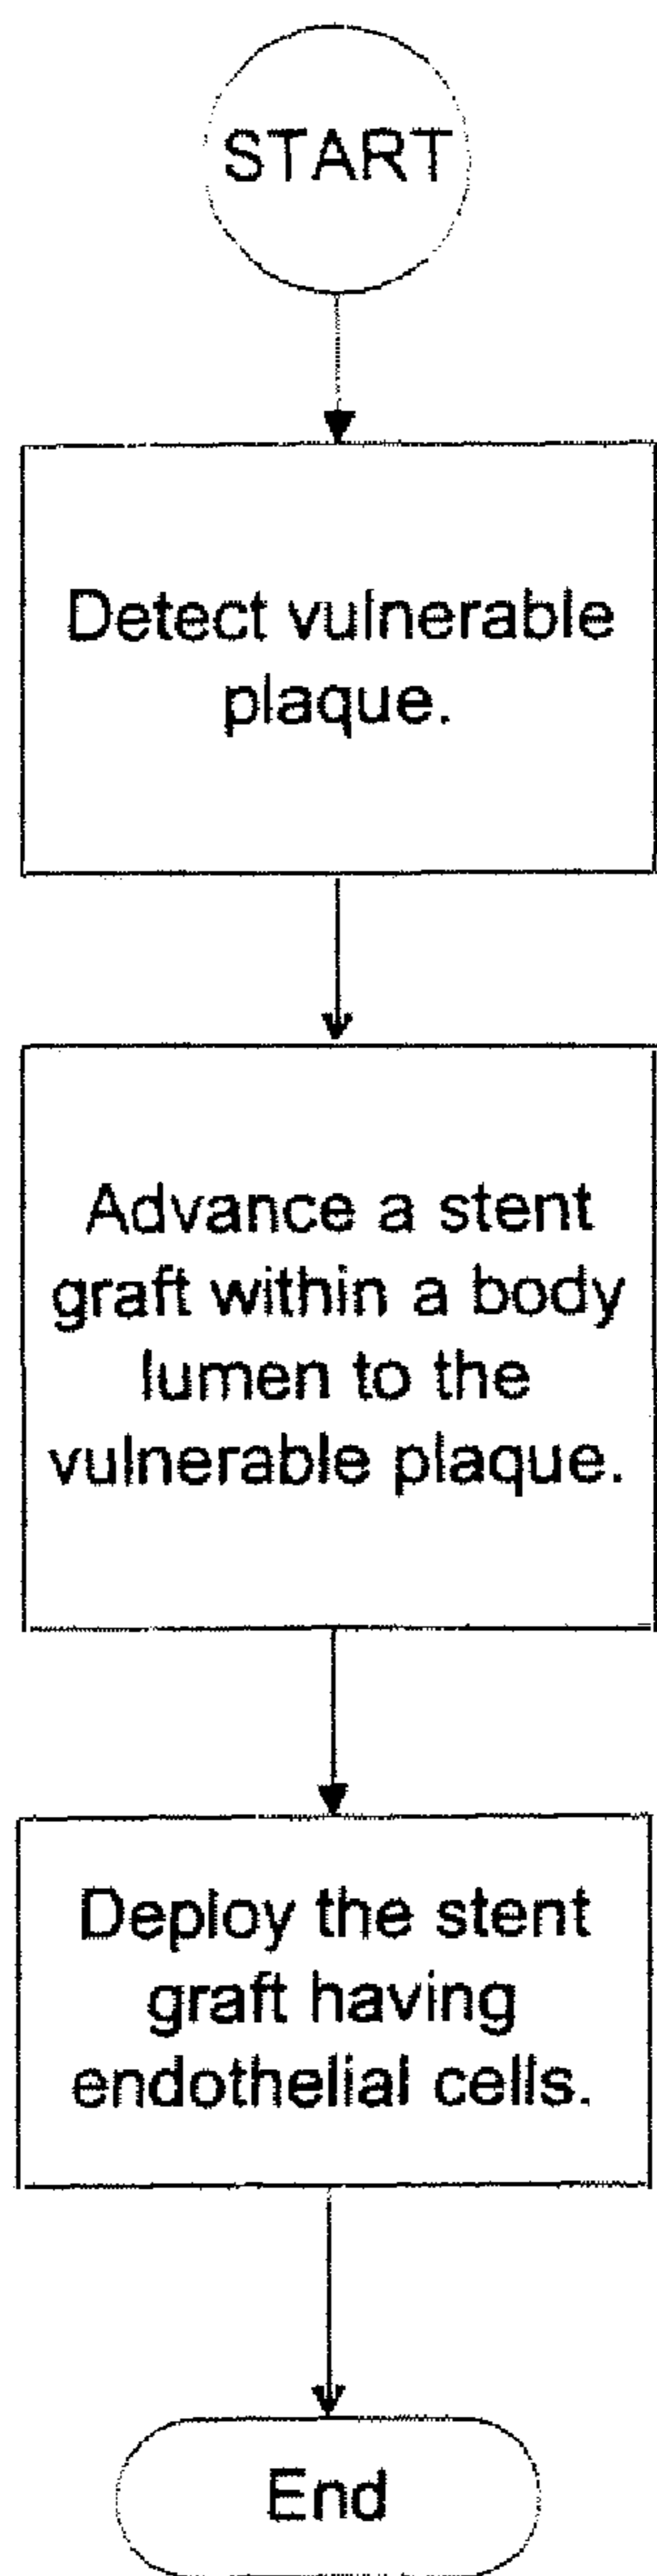 START
Detect vulnerable
plaque.
Advance a stent
graft within a body
lumen to the
vulnerable plaque.
Deploy the stent
graft having
endothelial cells.
End